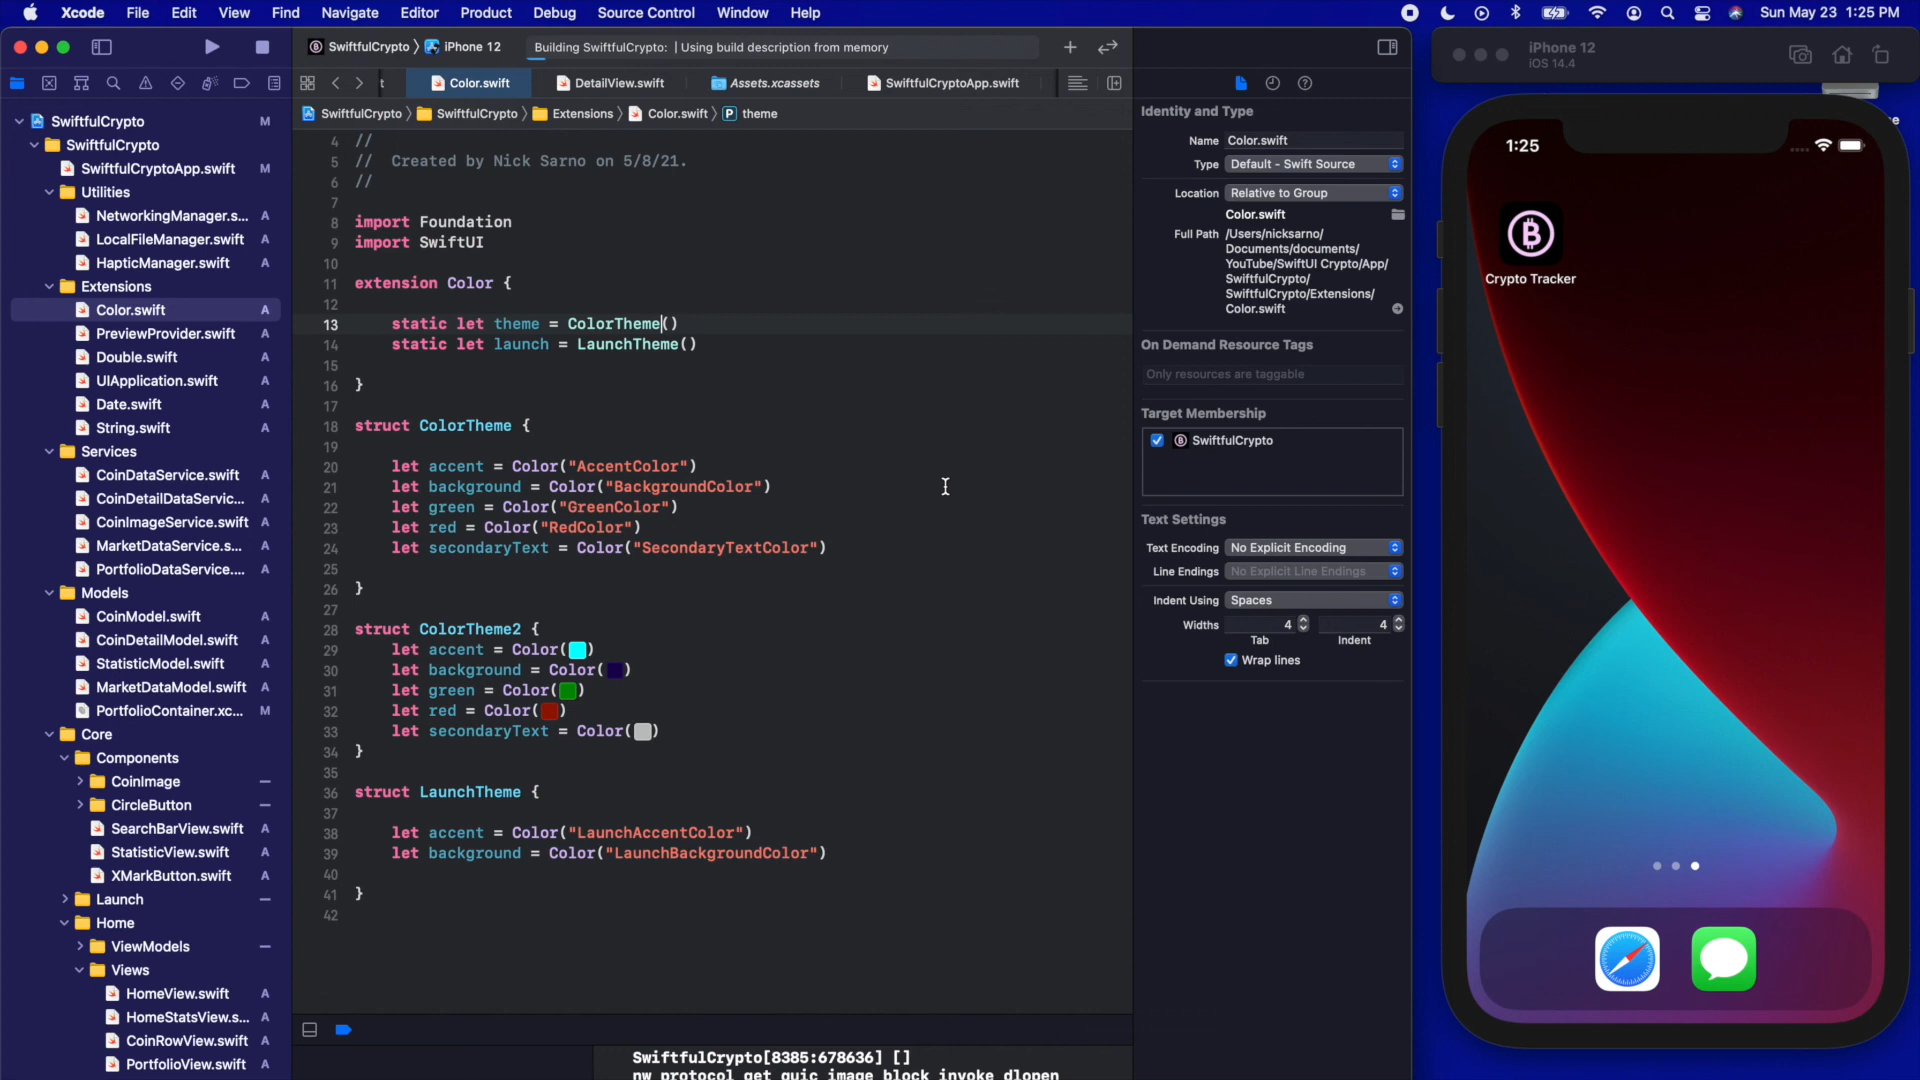 Xcode File Edit View Find Navigate Editor Product Debug Source Control Window Help
Sun May 23 1:25 PM
SwiftfulCrypto iPhone 12
Building SwiftfulCrypto: | Using build description from memory
Color.swift DetailView.swift Assets.xcassets SwiftfulCryptoApp.swift
SwiftfulCrypto SwiftfulCrypto Extensions Color.swift P theme
SwiftfulCrypto M
SwiftfulCrypto
SwiftfulCryptoApp.swift M
Utilities
NetworkingManager.s... A
LocalFileManager.swift A
HapticManager.swift A
Extensions
Color.swift A
PreviewProvider.swift A
Double.swift A
UIApplication.swift A
Date.swift A
String.swift A
Services
CoinDataService.swift A
CoinDetailDataServic... A
CoinImageService.swift A
MarketDataService.s... A
PortfolioDataService.... A
Models
CoinModel.swift A
CoinDetailModel.swift A
StatisticModel.swift A
MarketDataModel.swift A
PortfolioContainer.xc... M
Core
Components
CoinImage
CircleButton
SearchBarView.swift A
StatisticView.swift A
XMarkButton.swift A
Launch
Home
ViewModels
Views
HomeView.swift A
HomeStatsView.s... A
CoinRowView.swift A
PortfolioView.swift A
4 //
5 // Created by Nick Sarno on 5/8/21.
6 //
7
8 import Foundation
9 import SwiftUI
10
11 extension Color {
12
13 static let theme = ColorTheme()
14 static let launch = LaunchTheme()
15
16 }
17
18 struct ColorTheme {
19
20 let accent = Color("AccentColor")
21 let background = Color("BackgroundColor")
22 let green = Color("GreenColor")
23 let red = Color("RedColor")
24 let secondaryText = Color("SecondaryTextColor")
25
26 }
27
28 struct ColorTheme2 {
29 let accent = Color( )
30 let background = Color( )
31 let green = Color( )
32 let red = Color( )
33 let secondaryText = Color( )
34 }
35
36 struct LaunchTheme {
37
38 let accent = Color("LaunchAccentColor")
39 let background = Color("LaunchBackgroundColor")
40
41 }
42
SwiftfulCrypto[8385:678636] []
nw_protocol_get_quic_image_block_invoke dlopen
Identity and Type
Name Color.swift
Type Default - Swift Source
Location Relative to Group
Color.swift
Full Path /Users/nicksarno/
Documents/documents/
YouTube/SwiftUI Crypto/App/
SwiftfulCrypto/
SwiftfulCrypto/Extensions/
Color.swift
On Demand Resource Tags
Only resources are taggable
Target Membership
SwiftfulCrypto
Text Settings
Text Encoding No Explicit Encoding
Line Endings No Explicit Line Endings
Indent Using Spaces
Widths 4 4
Tab Indent
Wrap lines
iPhone 12
iOS 14.4
1:25
Crypto Tracker